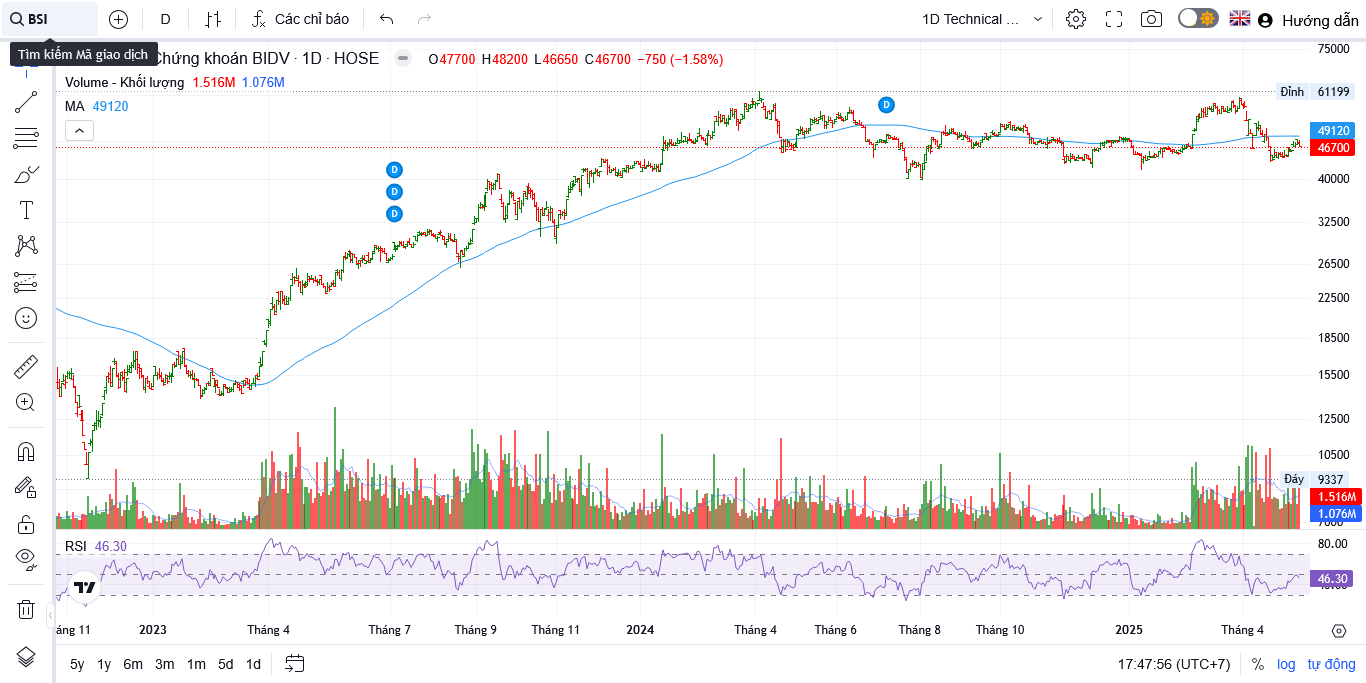 BSI D Các chỉ báo 1D Technical ... Hướng dẫn
Tìm kiếm Mã giao dịch
Chứng khoán BIDV · 1D · HOSE O47700 H48200 L46650 C46700 −750 (−1.58%)
Volume - Khối lượng 1.516M 1.076M
MA 49120
75000
Đỉnh 61199
49120
46700
40000
32500
26500
22500
18500
15500
12500
10500
Đáy 9337
1.516M
1.076M
7000
D
D
D
D
RSI 46.30
80.00
46.30
áng 11 2023 Tháng 4 Tháng 7 Tháng 9 Tháng 11 2024 Tháng 4 Tháng 6 Tháng 8 Tháng 10 2025 Tháng 4
5y 1y 6m 3m 1m 5d 1d 17:47:56 (UTC+7) % log tự động